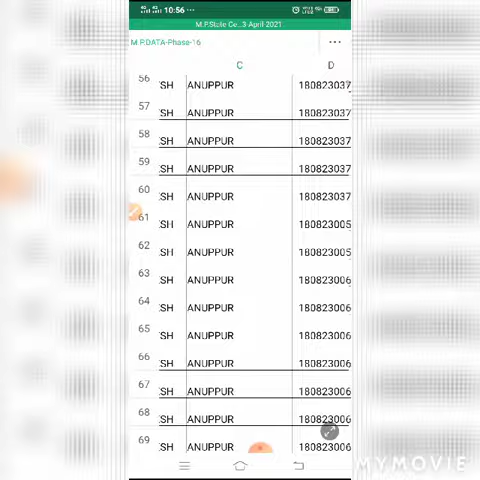 10:56
M.P.State Ce...3-April-2021
M.P.DATA-Phase-16
C D
56 SH ANUPPUR 180823037
57 SH ANUPPUR 180823037
58 SH ANUPPUR 180823037
59 SH ANUPPUR 180823037
60 SH ANUPPUR 180823037
61 SH ANUPPUR 180823005
62 SH ANUPPUR 180823005
63 SH ANUPPUR 180823006
64 SH ANUPPUR 180823006
65 SH ANUPPUR 180823006
66 SH ANUPPUR 180823006
67 SH ANUPPUR 180823006
68 SH ANUPPUR 180823006
69 SH ANUPPUR 180823006
MYMOVIE